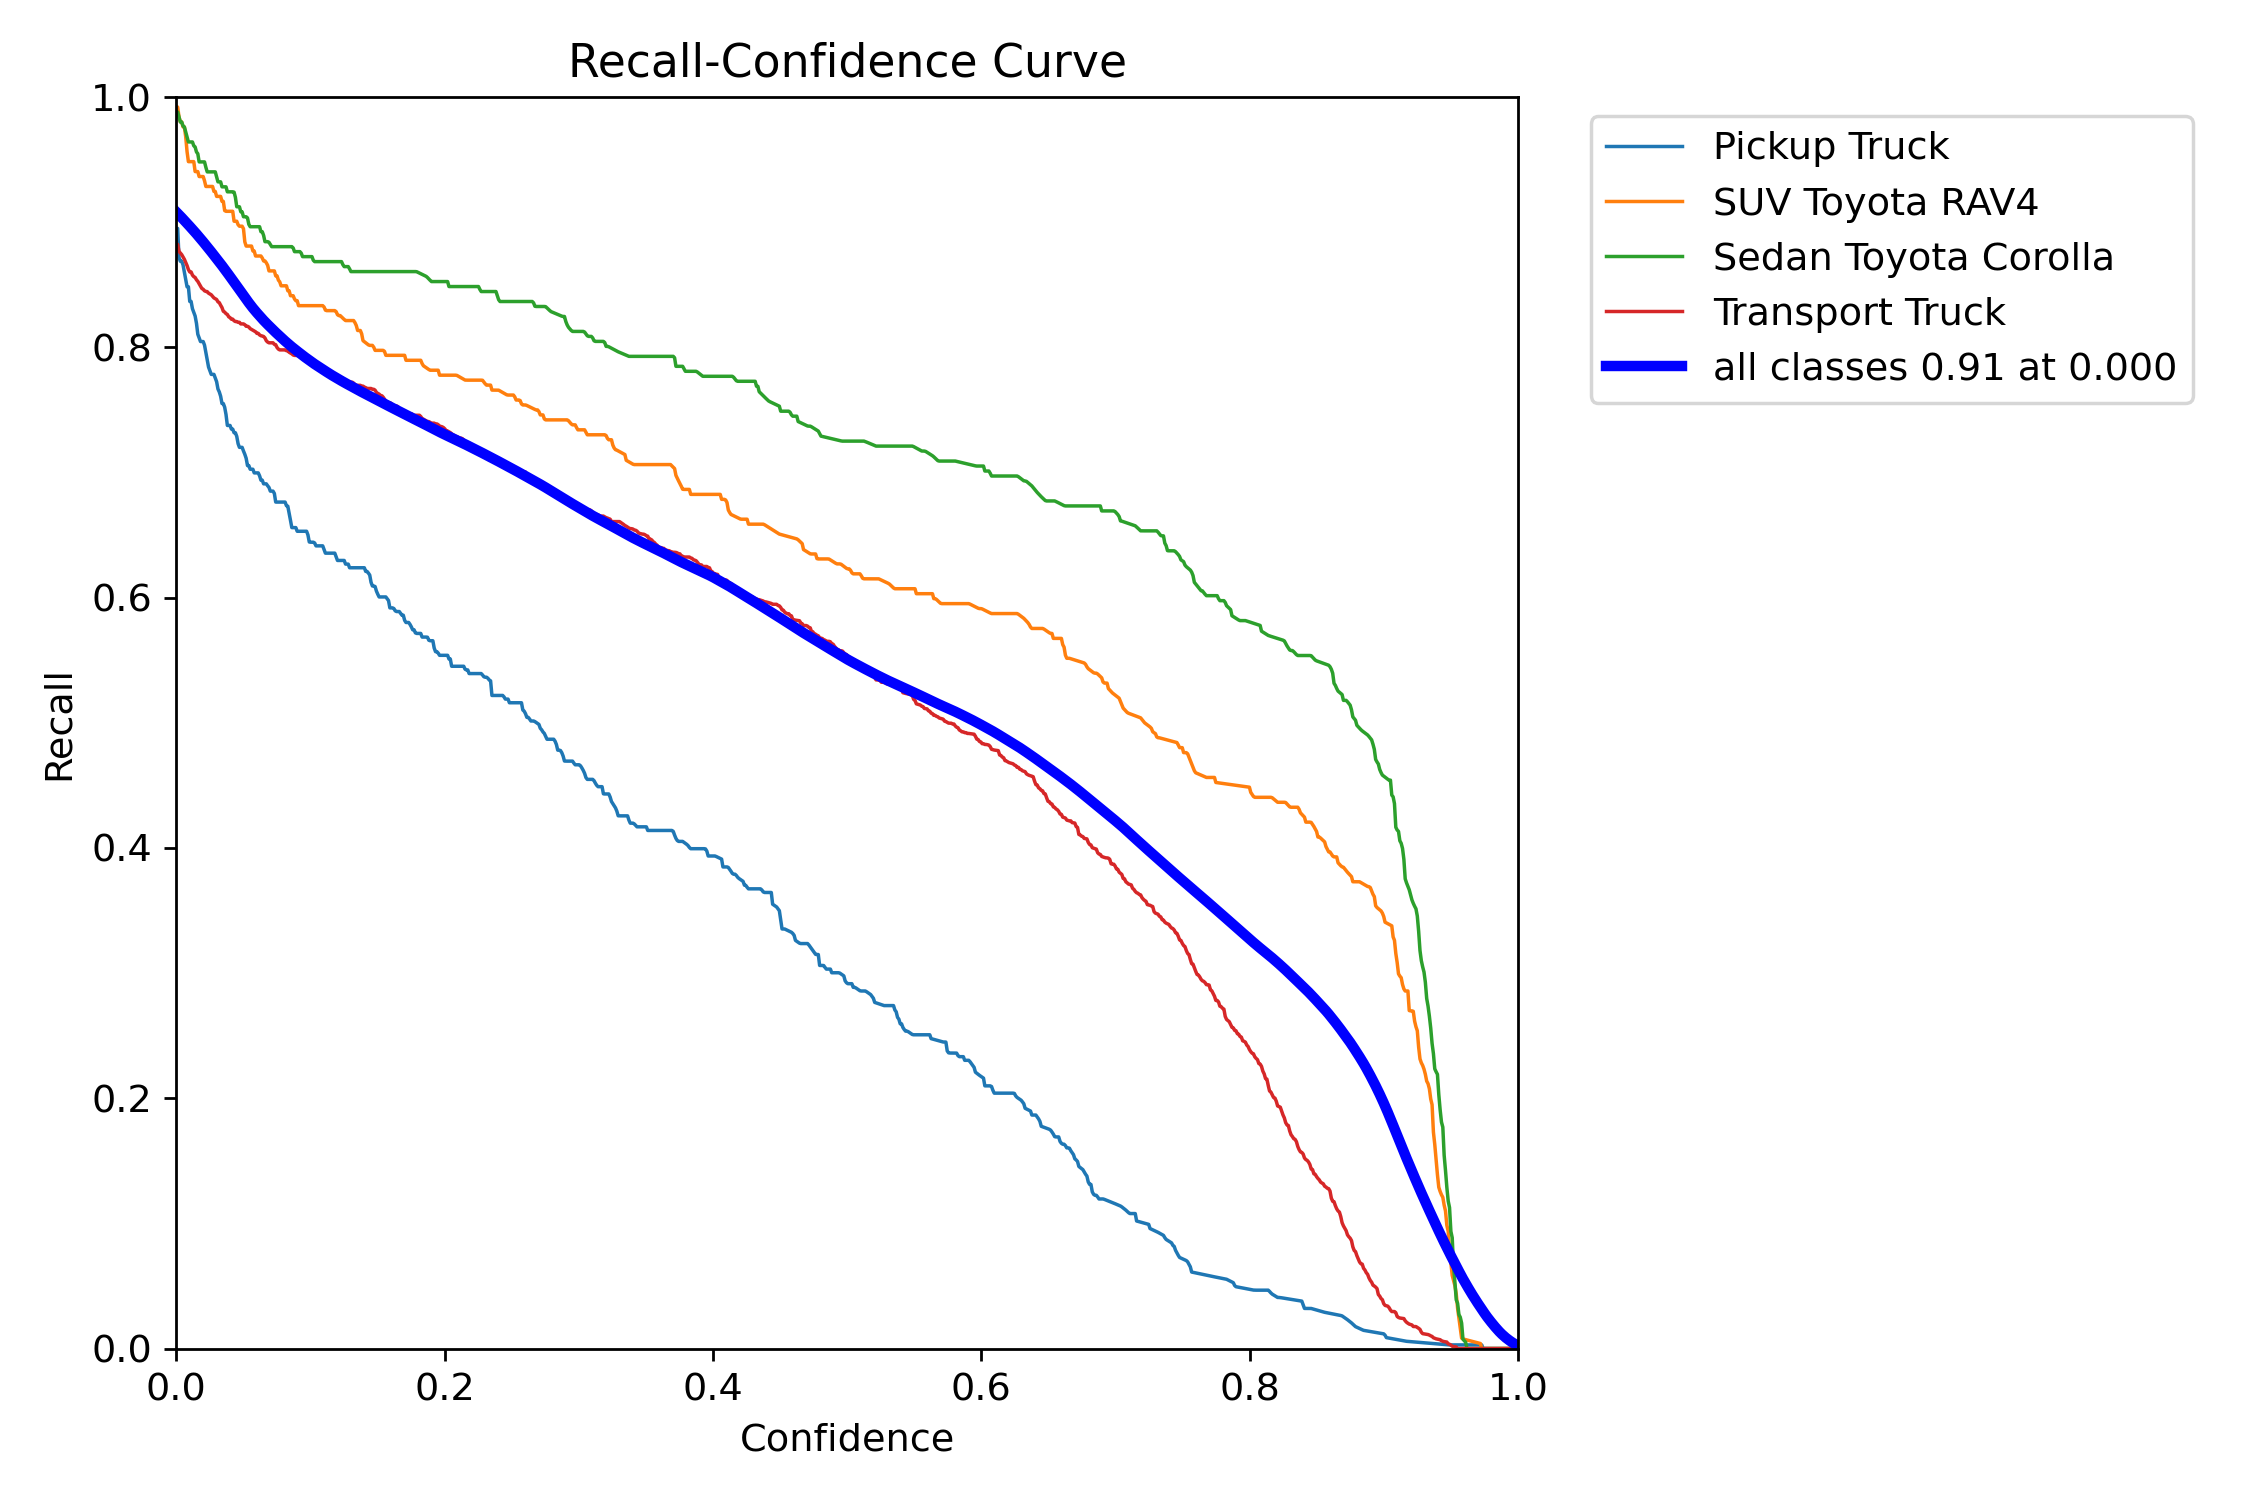 Recall-Confidence Curve
1.0
0.8
0.6
0.4
0.2
0.0
Recall
0.0 0.2 0.4 0.6 0.8 1.0
Confidence
Pickup Truck
SUV Toyota RAV4
Sedan Toyota Corolla
Transport Truck
all classes 0.91 at 0.000